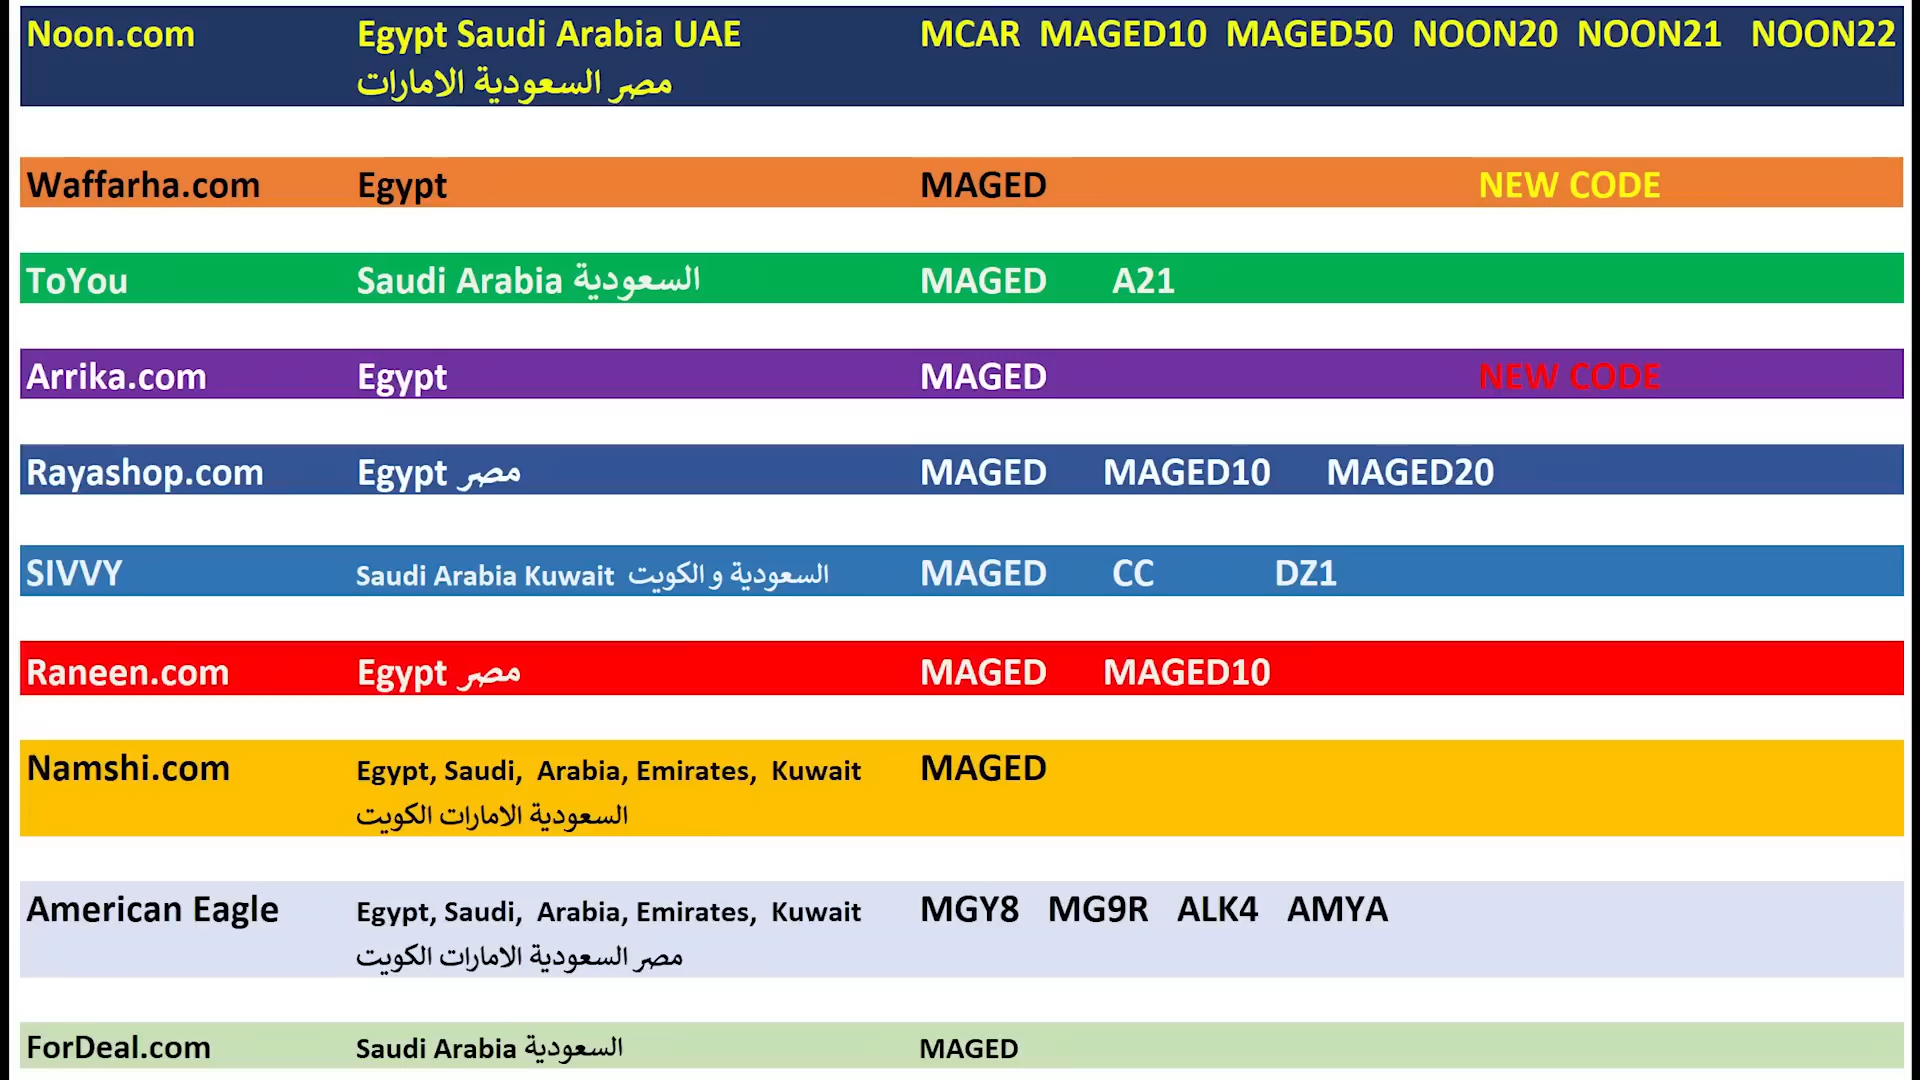 Noon.com Egypt Saudi Arabia UAE MCAR MAGED10 MAGED50 NOON20 NOON21 NOON22
مصر السعودية الامارات
Waffarha.com Egypt MAGED NEW CODE
ToYou Saudi Arabia السعودية MAGED A21
Arrika.com Egypt MAGED NEW CODE
Rayashop.com Egypt مصر MAGED MAGED10 MAGED20
SIVVY Saudi Arabia Kuwait السعودية و الكويت MAGED CC DZ1
Raneen.com Egypt مصر MAGED MAGED10
Namshi.com Egypt, Saudi, Arabia, Emirates, Kuwait MAGED
السعودية الامارات الكويت
American Eagle Egypt, Saudi, Arabia, Emirates, Kuwait MGY8 MG9R ALK4 AMYA
مصر السعودية الامارات الكويت
ForDeal.com Saudi Arabia السعودية MAGED